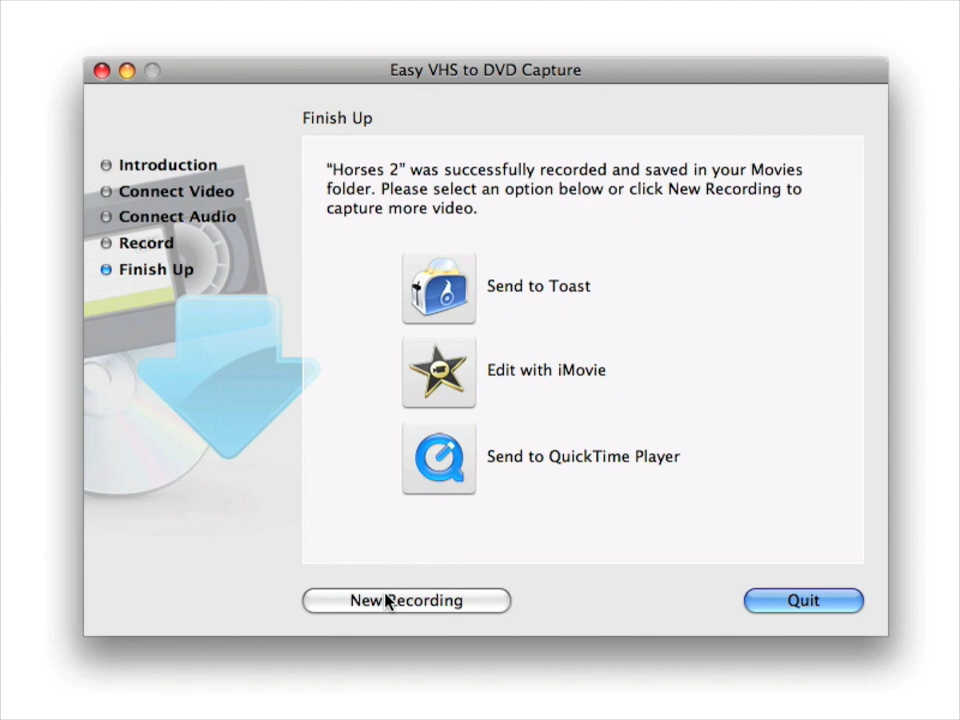 Easy VHS to DVD Capture
Finish Up
Introduction
Connect Video
Connect Audio
Record
Finish Up
“Horses 2” was successfully recorded and saved in your Movies
folder. Please select an option below or click New Recording to
capture more video.
Send to Toast
Edit with iMovie
Send to QuickTime Player
New Recording
Quit